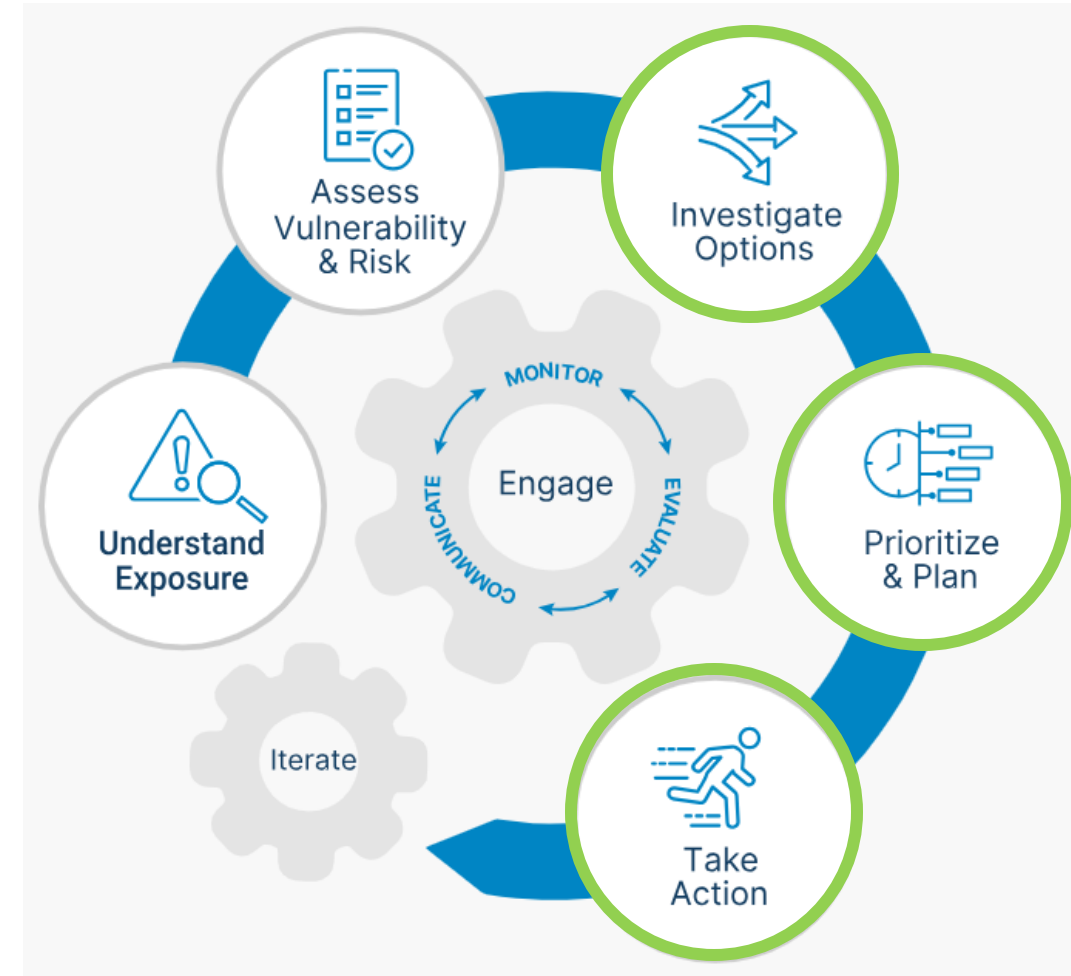 Understand
Exposure
Assess
Vulnerability
& Risk
Investigate
Options
Prioritize
& Plan
Take
Action
Engage
MONITOR
EVALUATE
COMMUNICATE
Iterate